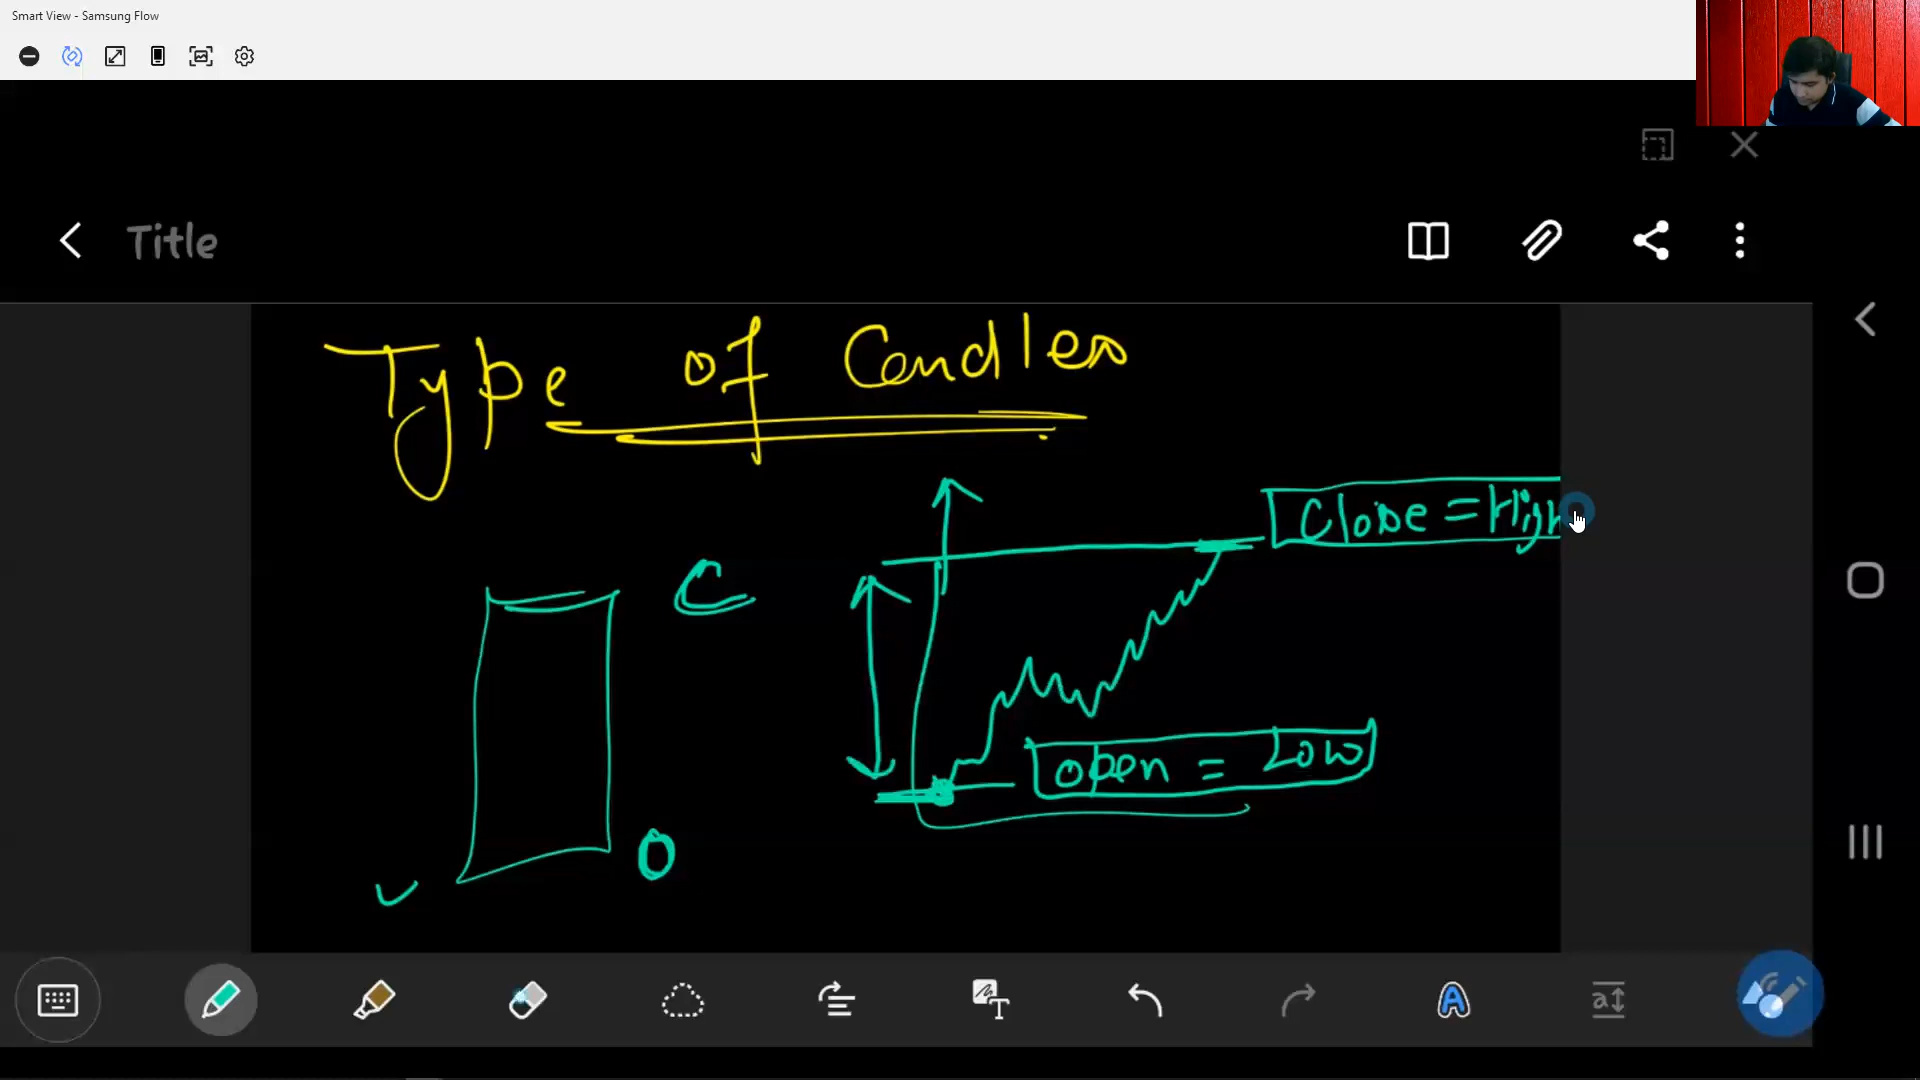 Smart View - Samsung Flow
Title
Type of Candles
Close = High
C
open = Low
O